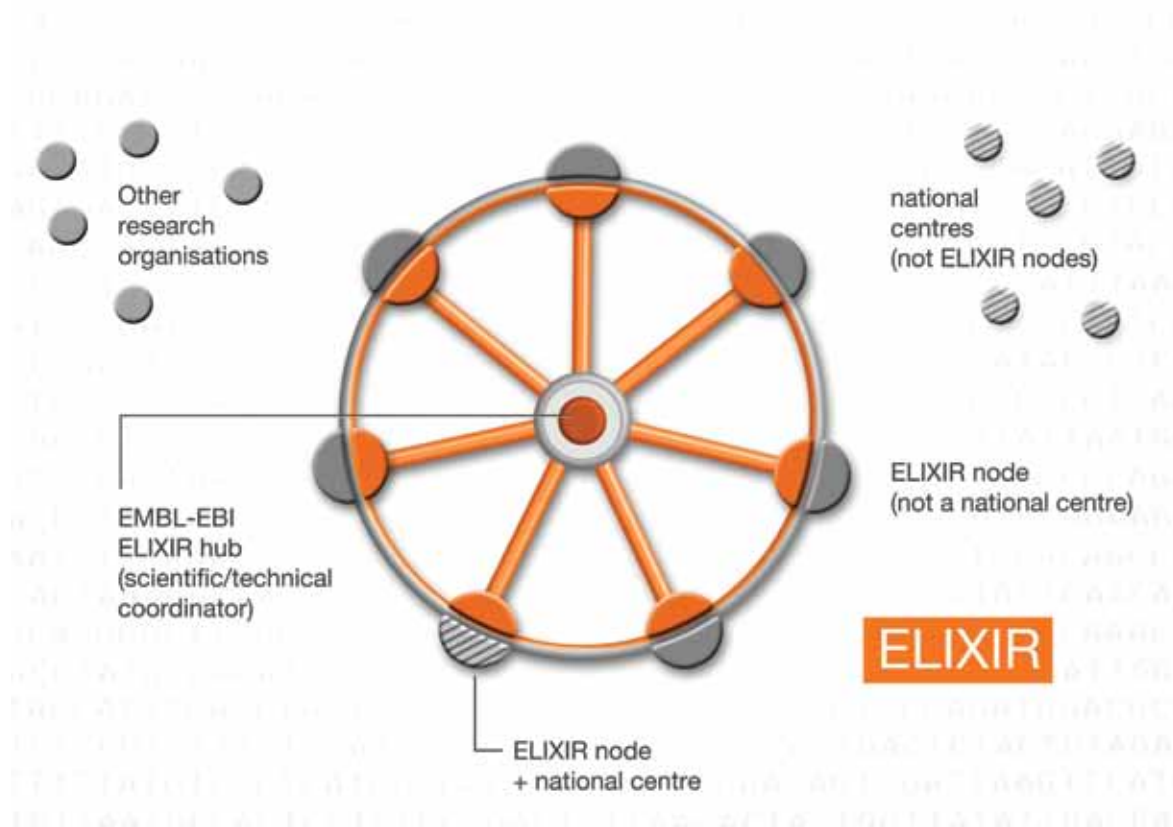 Other
research
organisations
national
centres
(not ELIXIR nodes)
EMBL-EBI
ELIXIR hub
(scientific/technical
coordinator)
ELIXIR node
(not a national centre)
ELIXIR
ELIXIR node
+ national centre